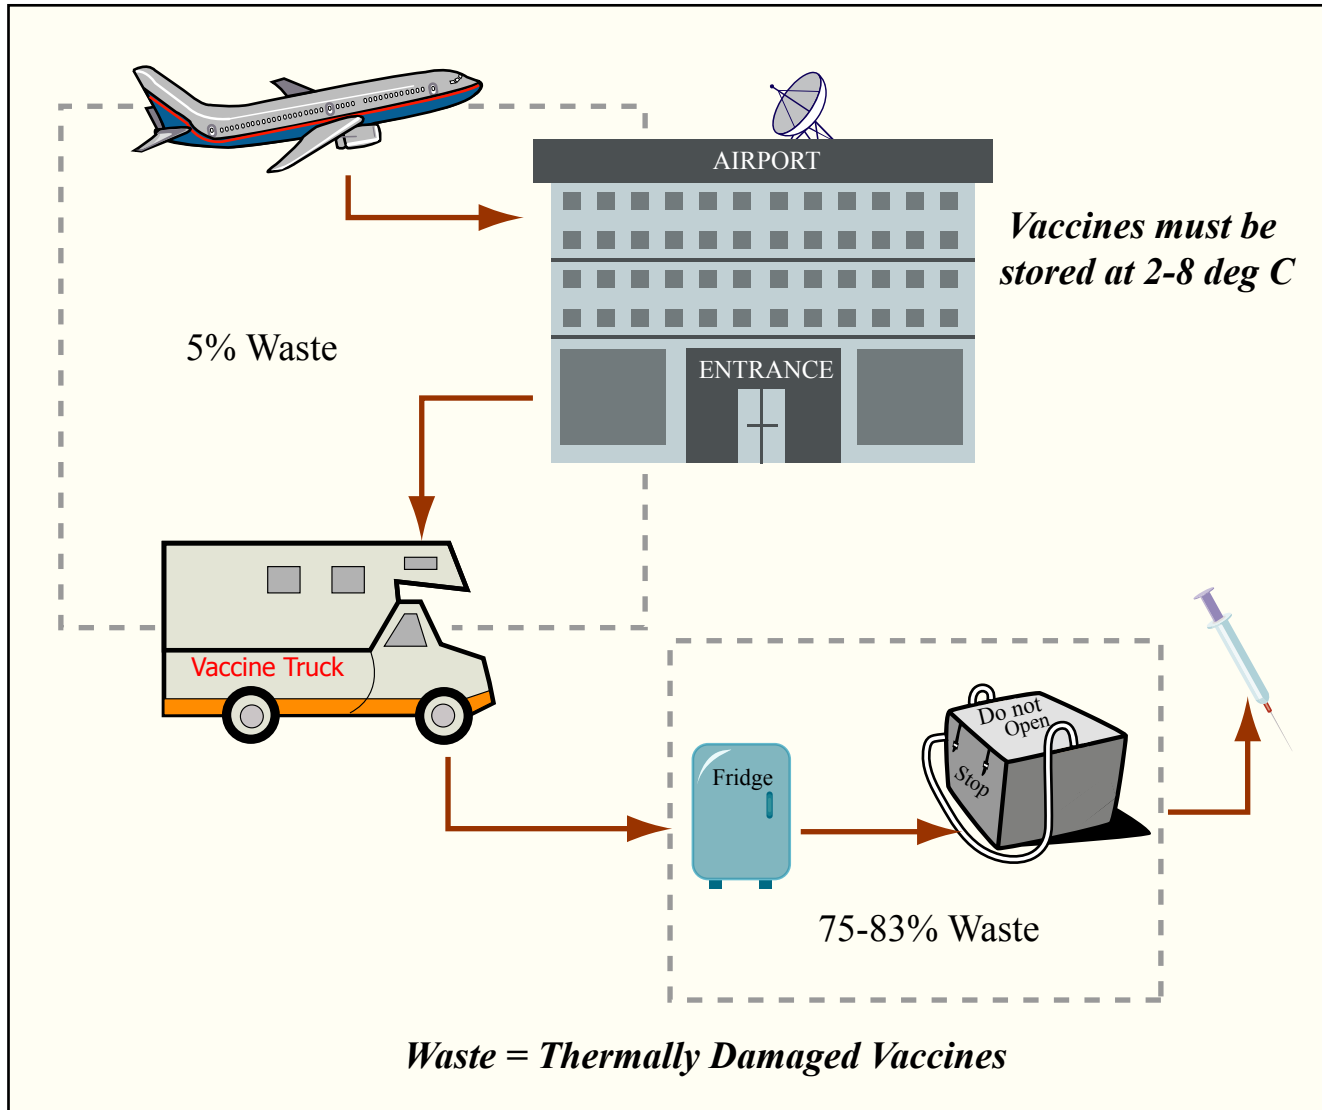 AIRPORT
Vaccines must be
stored at 2-8 deg C
5% Waste
ENTRANCE
Vaccine Truck
Do not
Open
Stop
Fridge
75-83% Waste
Waste = Thermally Damaged Vaccines